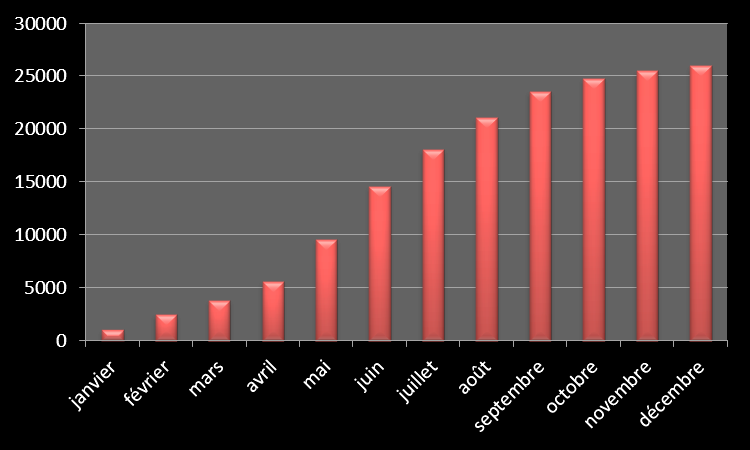 30000
25000
20000
15000
10000
5000
0
janvier
février
mars
avril
mai
juin
juillet
août
septembre
octobre
novembre
décembre